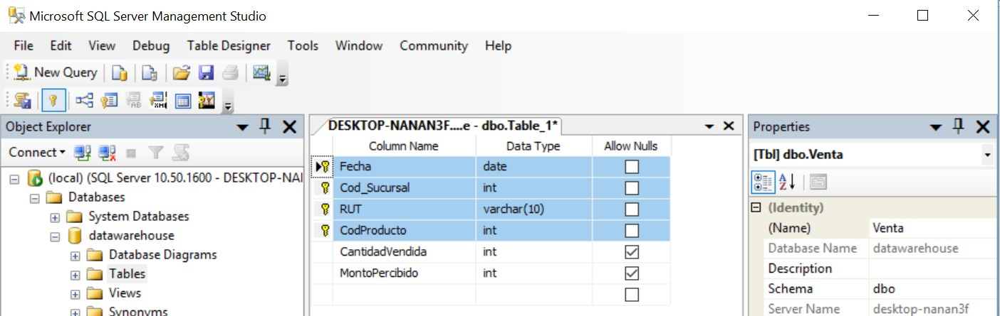 Microsoft SQL Server Management Studio
File Edit View Debug Table Designer Tools Window Community Help
New Query
Object Explorer
Connect
(local) (SQL Server 10.50.1600 - DESKTOP-NAI
Databases
System Databases
datawarehouse
Database Diagrams
Tables
Views
Synonyms
DESKTOP-NANAN3F....e - dbo.Table_1*
Column Name Data Type Allow Nulls
Fecha date
Cod_Sucursal int
RUT varchar(10)
CodProducto int
CantidadVendida int
MontoPercibido int
Properties
[Tbl] dbo.Venta
(Identity)
(Name) Venta
Database Name datawarehouse
Description
Schema dbo
Server Name desktop-nanan3f